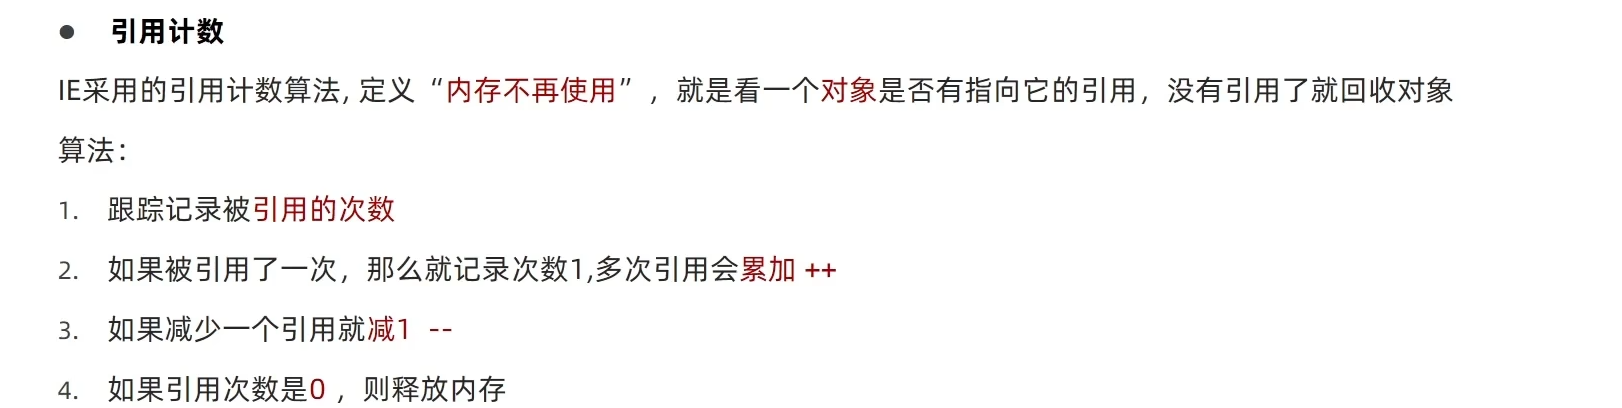 ● 引用计数
IE采用的引用计数算法, 定义“内存不再使用”，就是看一个对象是否有指向它的引用，没有引用了就回收对象
算法：
1. 跟踪记录被引用的次数
2. 如果被引用了一次，那么就记录次数1,多次引用会累加 ++
3. 如果减少一个引用就减1 --
4. 如果引用次数是0 ，则释放内存